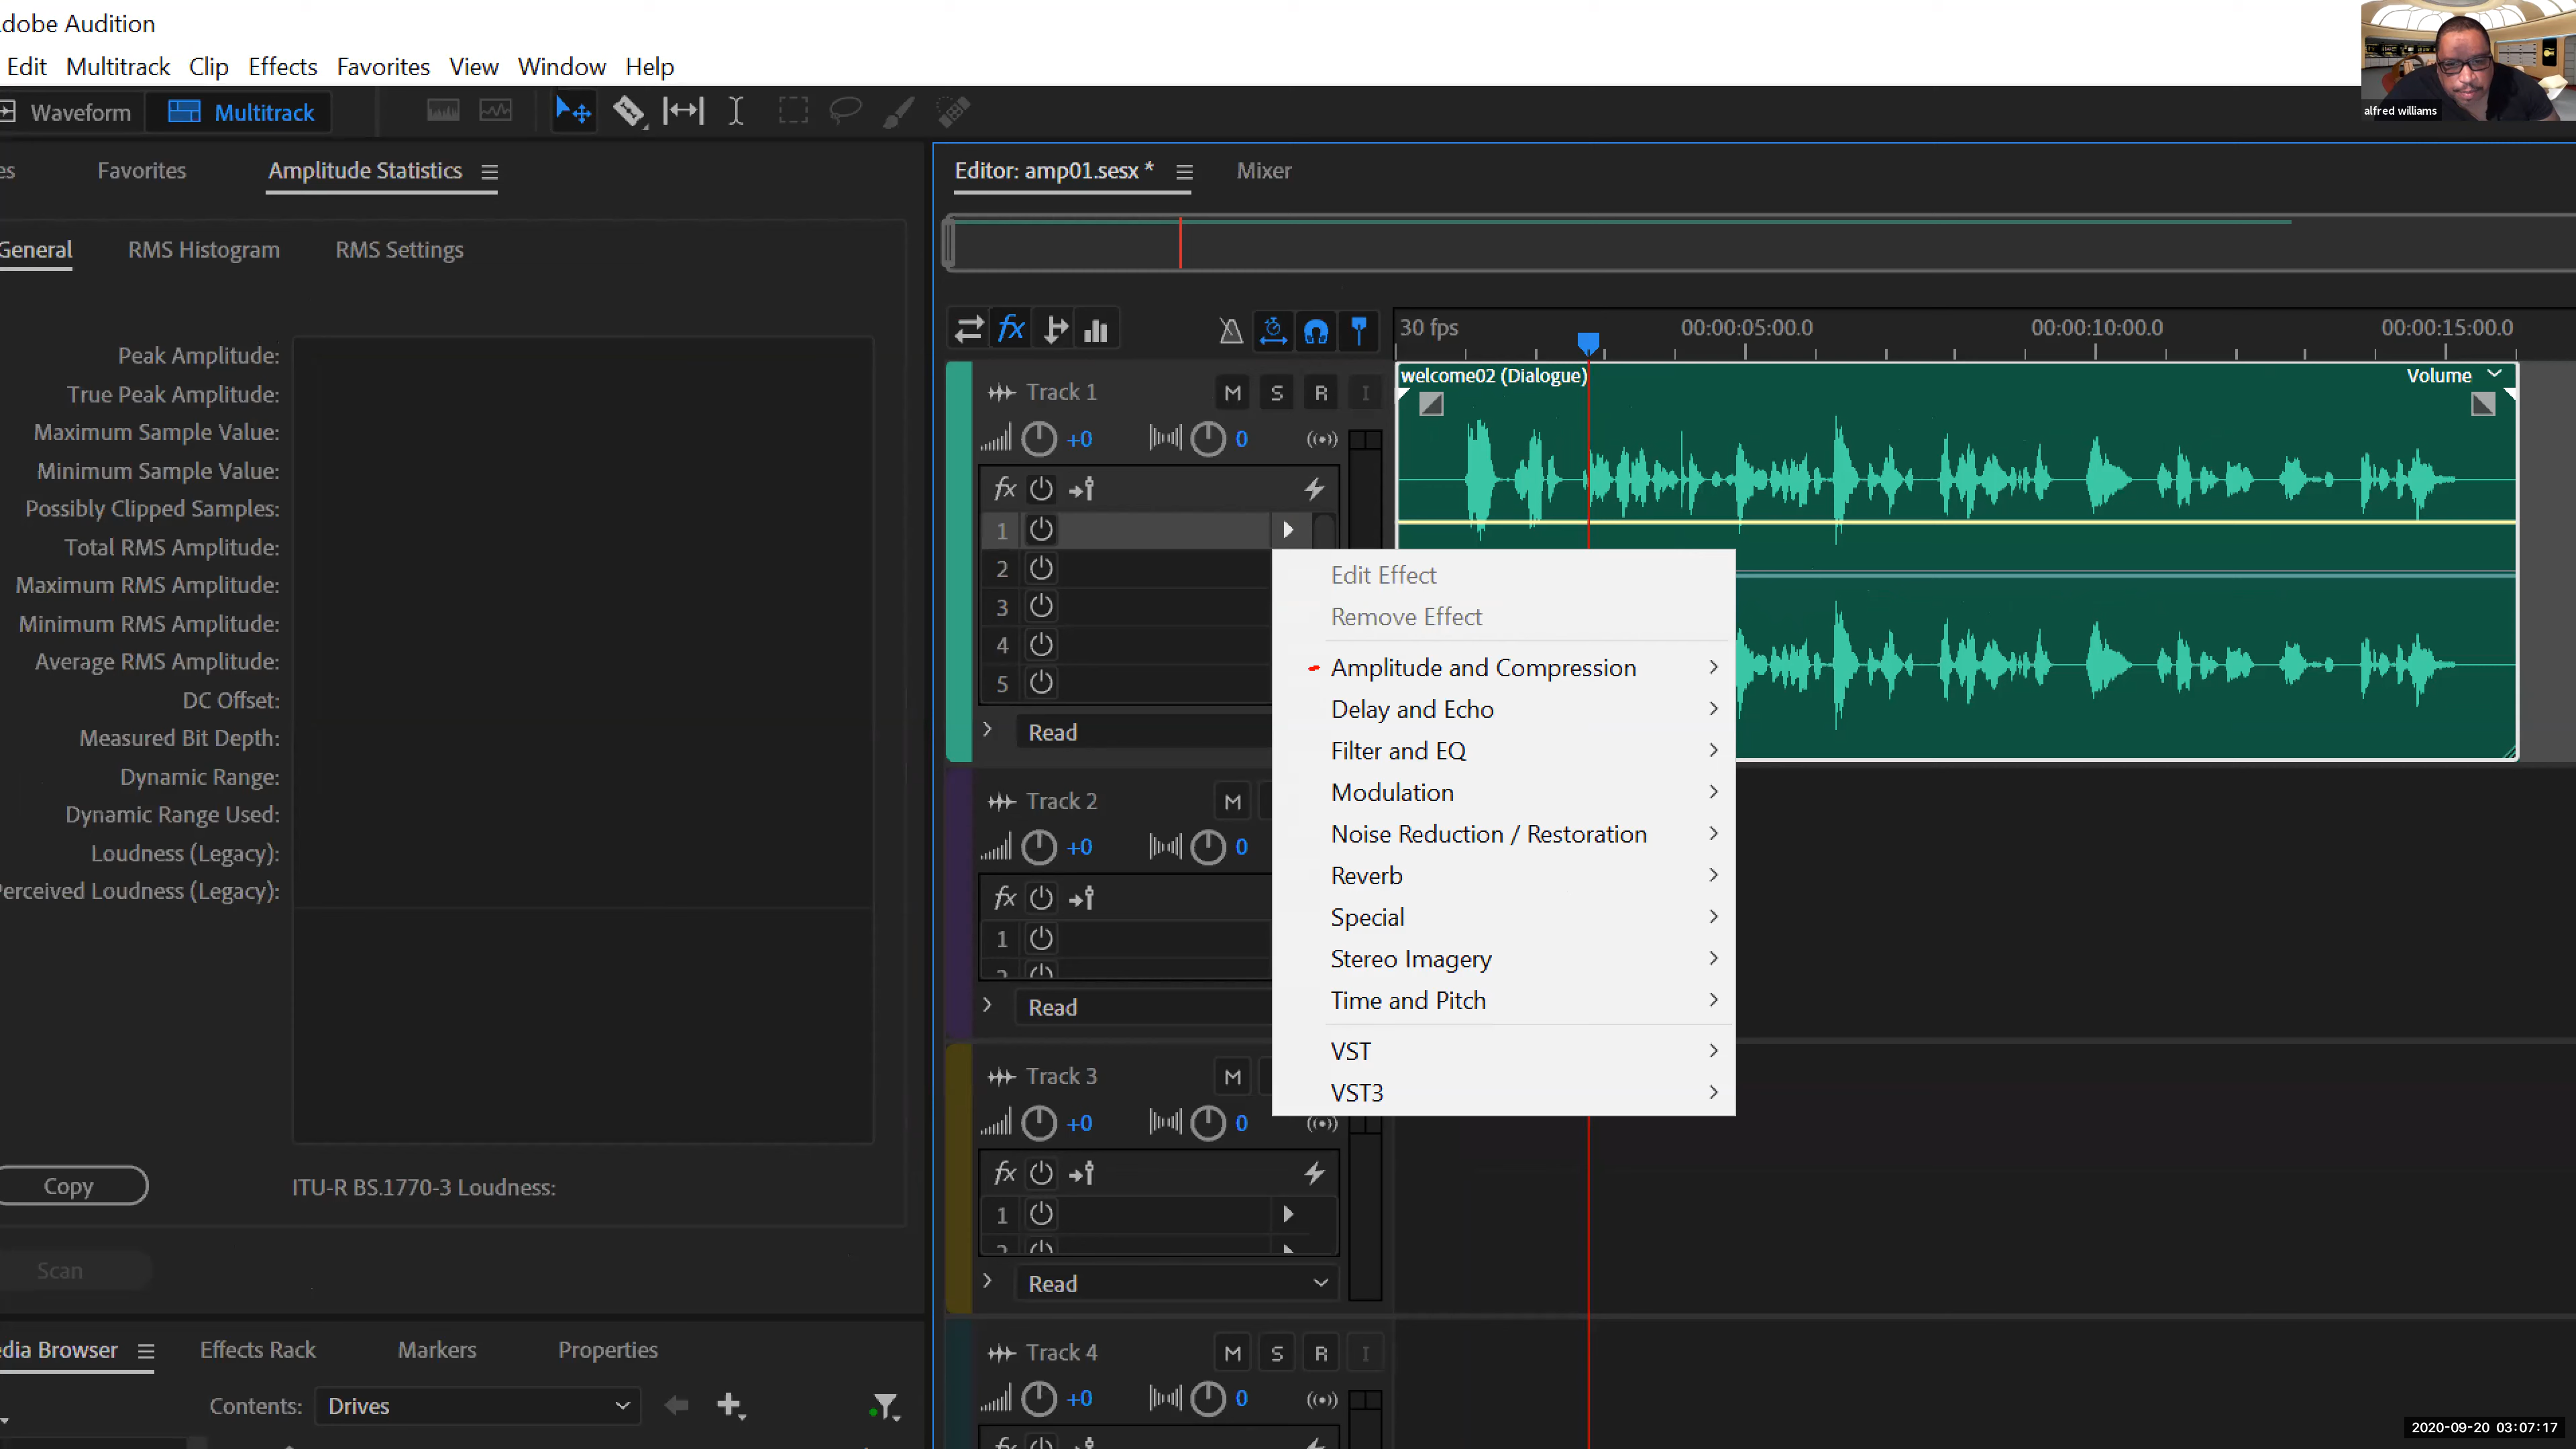 dobe Audition
alfred williams
Edit Multitrack Clip Effects Favorites View Window Help
Waveform Multitrack
es Favorites Amplitude Statistics
Editor: amp01.sesx * Mixer
General RMS Histogram RMS Settings
Peak Amplitude:
True Peak Amplitude:
Maximum Sample Value:
Minimum Sample Value:
Possibly Clipped Samples:
Total RMS Amplitude:
Maximum RMS Amplitude:
Minimum RMS Amplitude:
Average RMS Amplitude:
DC Offset:
Measured Bit Depth:
Dynamic Range:
Dynamic Range Used:
Loudness (Legacy):
Perceived Loudness (Legacy):
Copy
ITU-R BS.1770-3 Loudness:
Scan
dia Browser Effects Rack Markers Properties
Contents: Drives
fx
30 fps 00:00:05:00.0 00:00:10:00.0 00:00:15:00.0
Track 1 M S R I
+0 0
fx
1
2
3
4
5
Read
welcome02 (Dialogue) Volume
Edit Effect
Remove Effect
Amplitude and Compression
Delay and Echo
Filter and EQ
Modulation
Noise Reduction / Restoration
Reverb
Special
Stereo Imagery
Time and Pitch
VST
VST3
Track 2 M
+0 0
fx
1
2
Read
Track 3 M
+0 0
fx
1
2
Read
Track 4 M S R I
+0 0
fx
2020-09-20 03:07:17